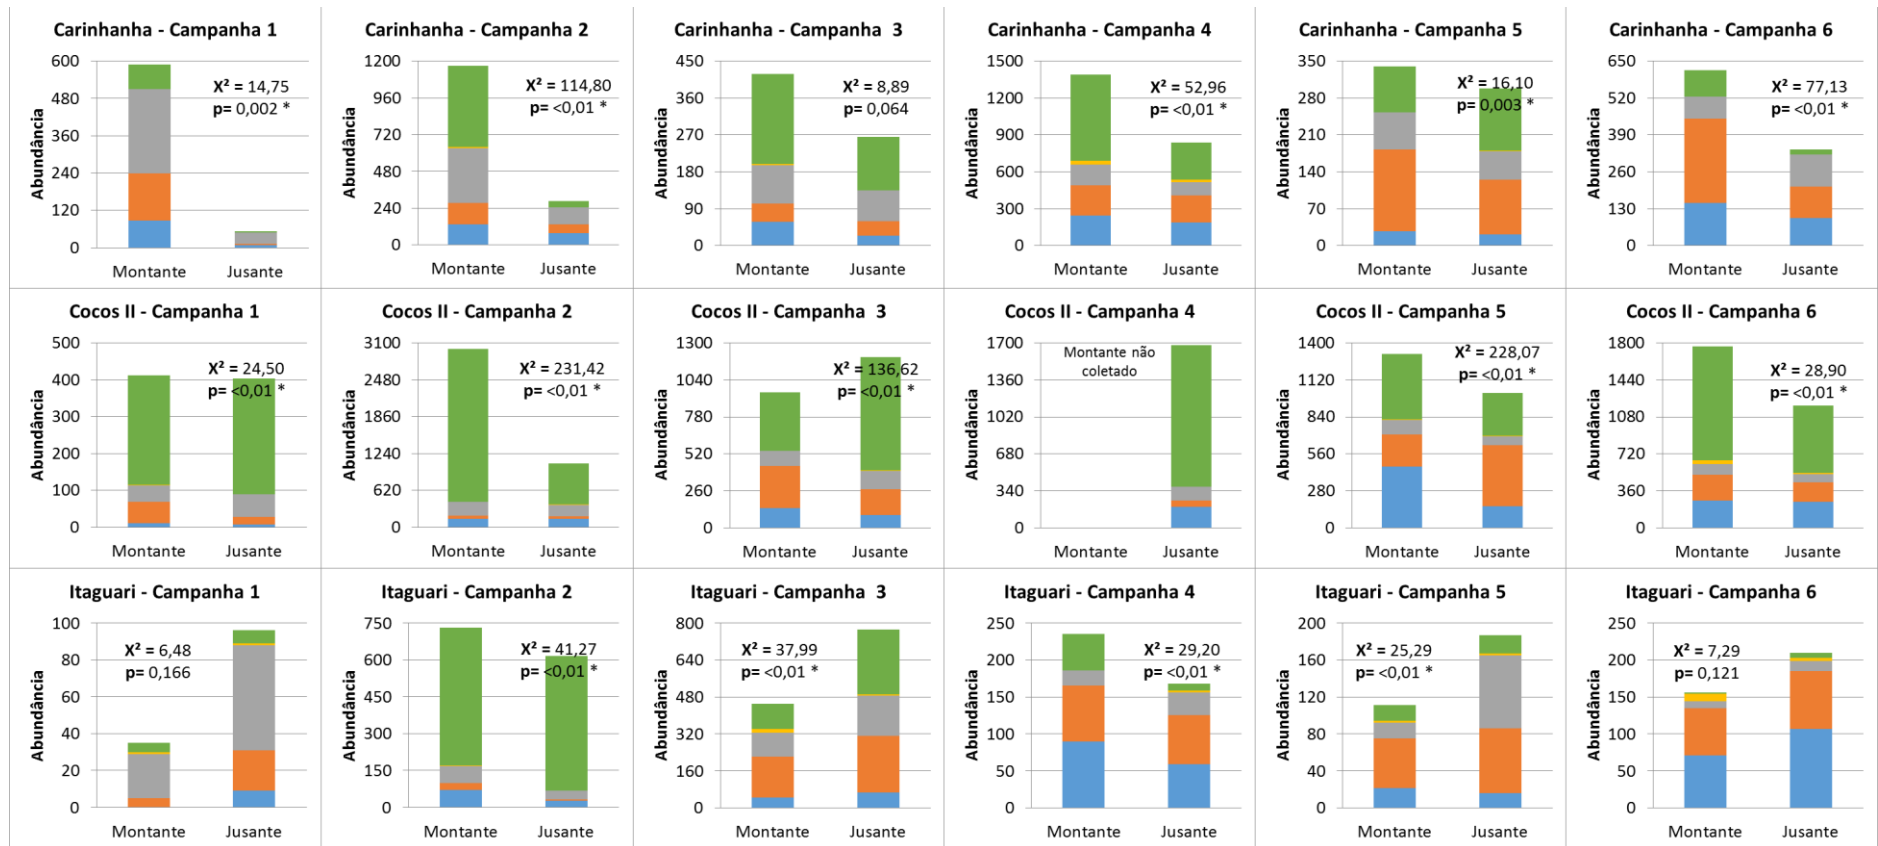 Carinhanha - Campanha 1
Abundância
600
480
360
240
120
0
X² = 14,75
p= 0,002 *
Montante
Jusante
Carinhanha - Campanha 2
Abundância
1200
960
720
480
240
0
X² = 114,80
p= <0,01 *
Montante
Jusante
Carinhanha - Campanha 3
Abundância
450
360
270
180
90
0
X² = 8,89
p= 0,064
Montante
Jusante
Carinhanha - Campanha 4
Abundância
1500
1200
900
600
300
0
X² = 52,96
p= <0,01 *
Montante
Jusante
Carinhanha - Campanha 5
Abundância
350
280
210
140
70
0
X² = 16,10
p= 0,003 *
Montante
Jusante
Carinhanha - Campanha 6
Abundância
650
520
390
260
130
0
X² = 77,13
p= <0,01 *
Montante
Jusante
Cocos II - Campanha 1
Abundância
500
400
300
200
100
0
X² = 24,50
p= <0,01 *
Montante
Jusante
Cocos II - Campanha 2
Abundância
3100
2480
1860
1240
620
0
X² = 231,42
p= <0,01 *
Montante
Jusante
Cocos II - Campanha 3
Abundância
1300
1040
780
520
260
0
X² = 136,62
p= <0,01 *
Montante
Jusante
Cocos II - Campanha 4
Abundância
1700
1360
1020
680
340
0
Montante não
coletado
Montante
Jusante
Cocos II - Campanha 5
Abundância
1400
1120
840
560
280
0
X² = 228,07
p= <0,01 *
Montante
Jusante
Cocos II - Campanha 6
Abundância
1800
1440
1080
720
360
0
X² = 28,90
p= <0,01 *
Montante
Jusante
Itaguari - Campanha 1
Abundância
100
80
60
40
20
0
X² = 6,48
p= 0,166
Montante
Jusante
Itaguari - Campanha 2
Abundância
750
600
450
300
150
0
X² = 41,27
p= <0,01 *
Montante
Jusante
Itaguari - Campanha 3
Abundância
800
640
480
320
160
0
X² = 37,99
p= <0,01 *
Montante
Jusante
Itaguari - Campanha 4
Abundância
250
200
150
100
50
0
X² = 29,20
p= <0,01 *
Montante
Jusante
Itaguari - Campanha 5
Abundância
200
160
120
80
40
0
X² = 25,29
p= <0,01 *
Montante
Jusante
Itaguari - Campanha 6
Abundância
250
200
150
100
50
0
X² = 7,29
p= 0,121
Montante
Jusante